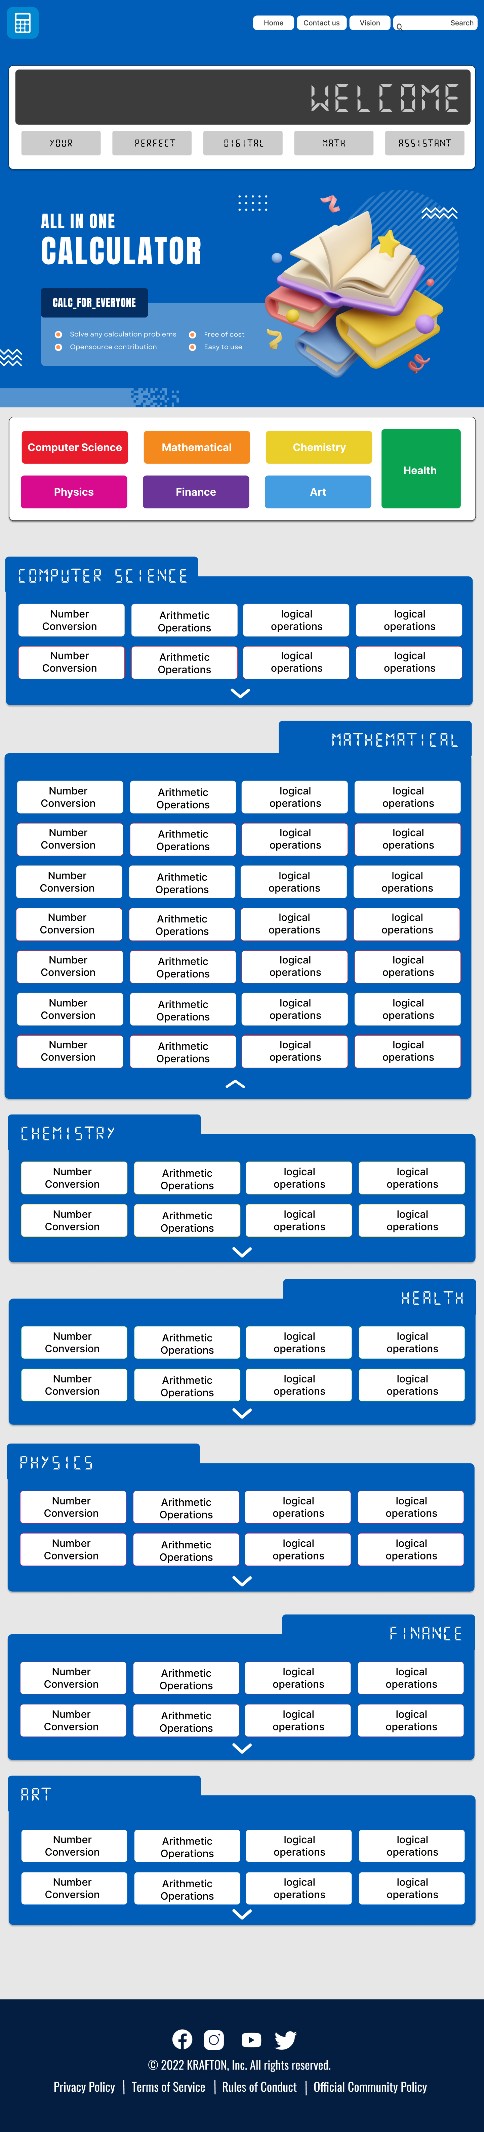 Home Contact us Vision Search
WELCOME
YOUR PERFECT DIGITAL MATH ASSISTANT
ALL IN ONE
CALCULATOR
CALC_FOR_EVERYONE
Solve any calculation problems Free of cost
Opensource contribution Easy to use
Computer Science Mathematical Chemistry
Health
Physics Finance Art
COMPUTER SCIENCE
Number Arithmetic logical logical
Conversion Operations operations operations
Number Arithmetic logical logical
Conversion Operations operations operations
MATHEMATICAL
Number Arithmetic logical logical
Conversion Operations operations operations
Number Arithmetic logical logical
Conversion Operations operations operations
Number Arithmetic logical logical
Conversion Operations operations operations
Number Arithmetic logical logical
Conversion Operations operations operations
Number Arithmetic logical logical
Conversion Operations operations operations
Number Arithmetic logical logical
Conversion Operations operations operations
Number Arithmetic logical logical
Conversion Operations operations operations
CHEMISTRY
Number Arithmetic logical logical
Conversion Operations operations operations
Number Arithmetic logical logical
Conversion Operations operations operations
HEALTH
Number Arithmetic logical logical
Conversion Operations operations operations
Number Arithmetic logical logical
Conversion Operations operations operations
PHYSICS
Number Arithmetic logical logical
Conversion Operations operations operations
Number Arithmetic logical logical
Conversion Operations operations operations
FINANCE
Number Arithmetic logical logical
Conversion Operations operations operations
Number Arithmetic logical logical
Conversion Operations operations operations
ART
Number Arithmetic logical logical
Conversion Operations operations operations
Number Arithmetic logical logical
Conversion Operations operations operations
© 2022 KRAFTON, Inc. All rights reserved.
Privacy Policy | Terms of Service | Rules of Conduct | Official Community Policy